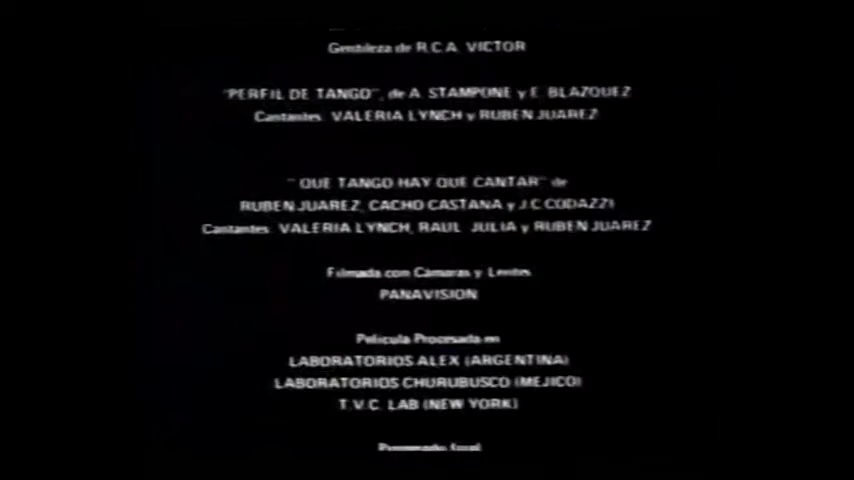 Gentileza de R.C.A. VICTOR
"PERFIL DE TANGO", de A. STAMPONE y E. BLAZQUEZ
Cantantes VALERIA LYNCH y RUBEN JUAREZ
" QUE TANGO HAY QUE CANTAR" de
RUBEN JUAREZ, CACHO CASTANA y J.C. CODAZZI
Cantantes VALERIA LYNCH, RAUL JULIA y RUBEN JUAREZ
Filmada con Cámaras y Lentes
PANAVISION
Película Procesada en
LABORATORIOS ALEX (ARGENTINA)
LABORATORIOS CHURUBUSCO (MEJICO)
T.V.C. LAB (NEW YORK)